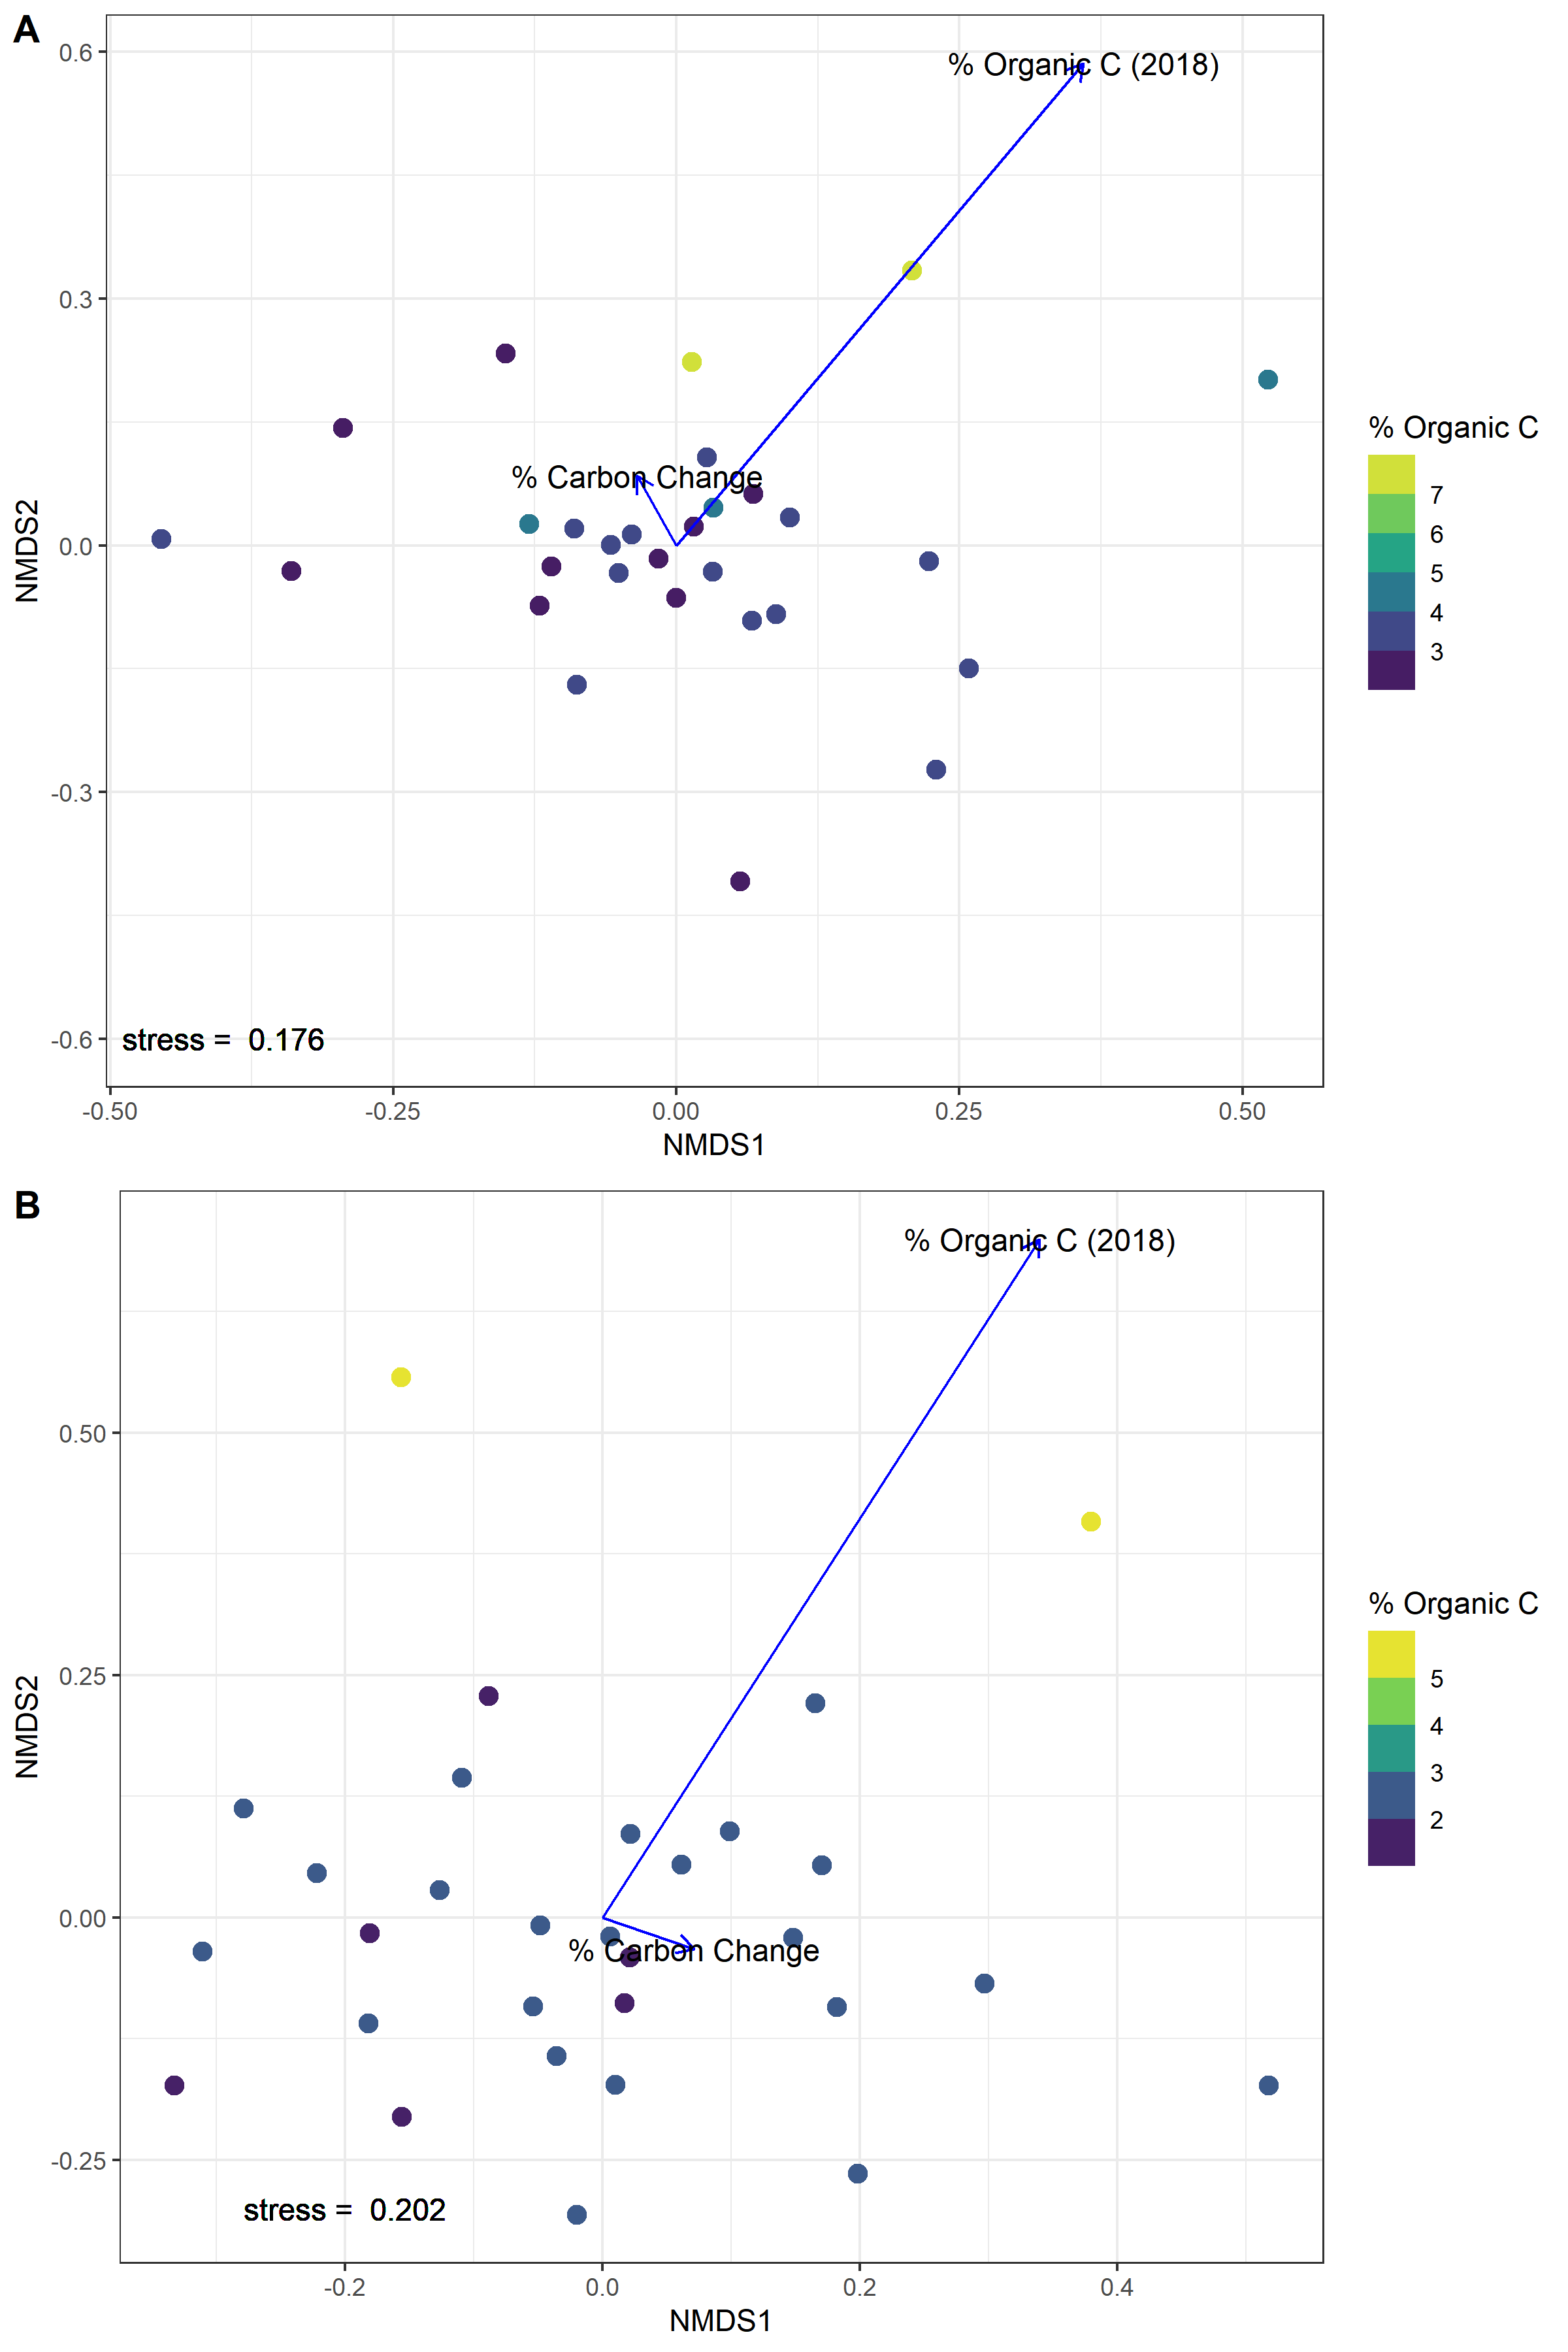 A
% Organic C (2018)
% Carbon Change
stress = 0.176
NMDS2
0.6
0.3
0.0
-0.3
-0.6
-0.50
-0.25
0.00
0.25
0.50
NMDS1
% Organic C
7
6
5
4
3
B
% Organic C (2018)
% Carbon Change
stress = 0.202
NMDS2
0.50
0.25
0.00
-0.25
-0.2
0.0
0.2
0.4
NMDS1
% Organic C
5
4
3
2